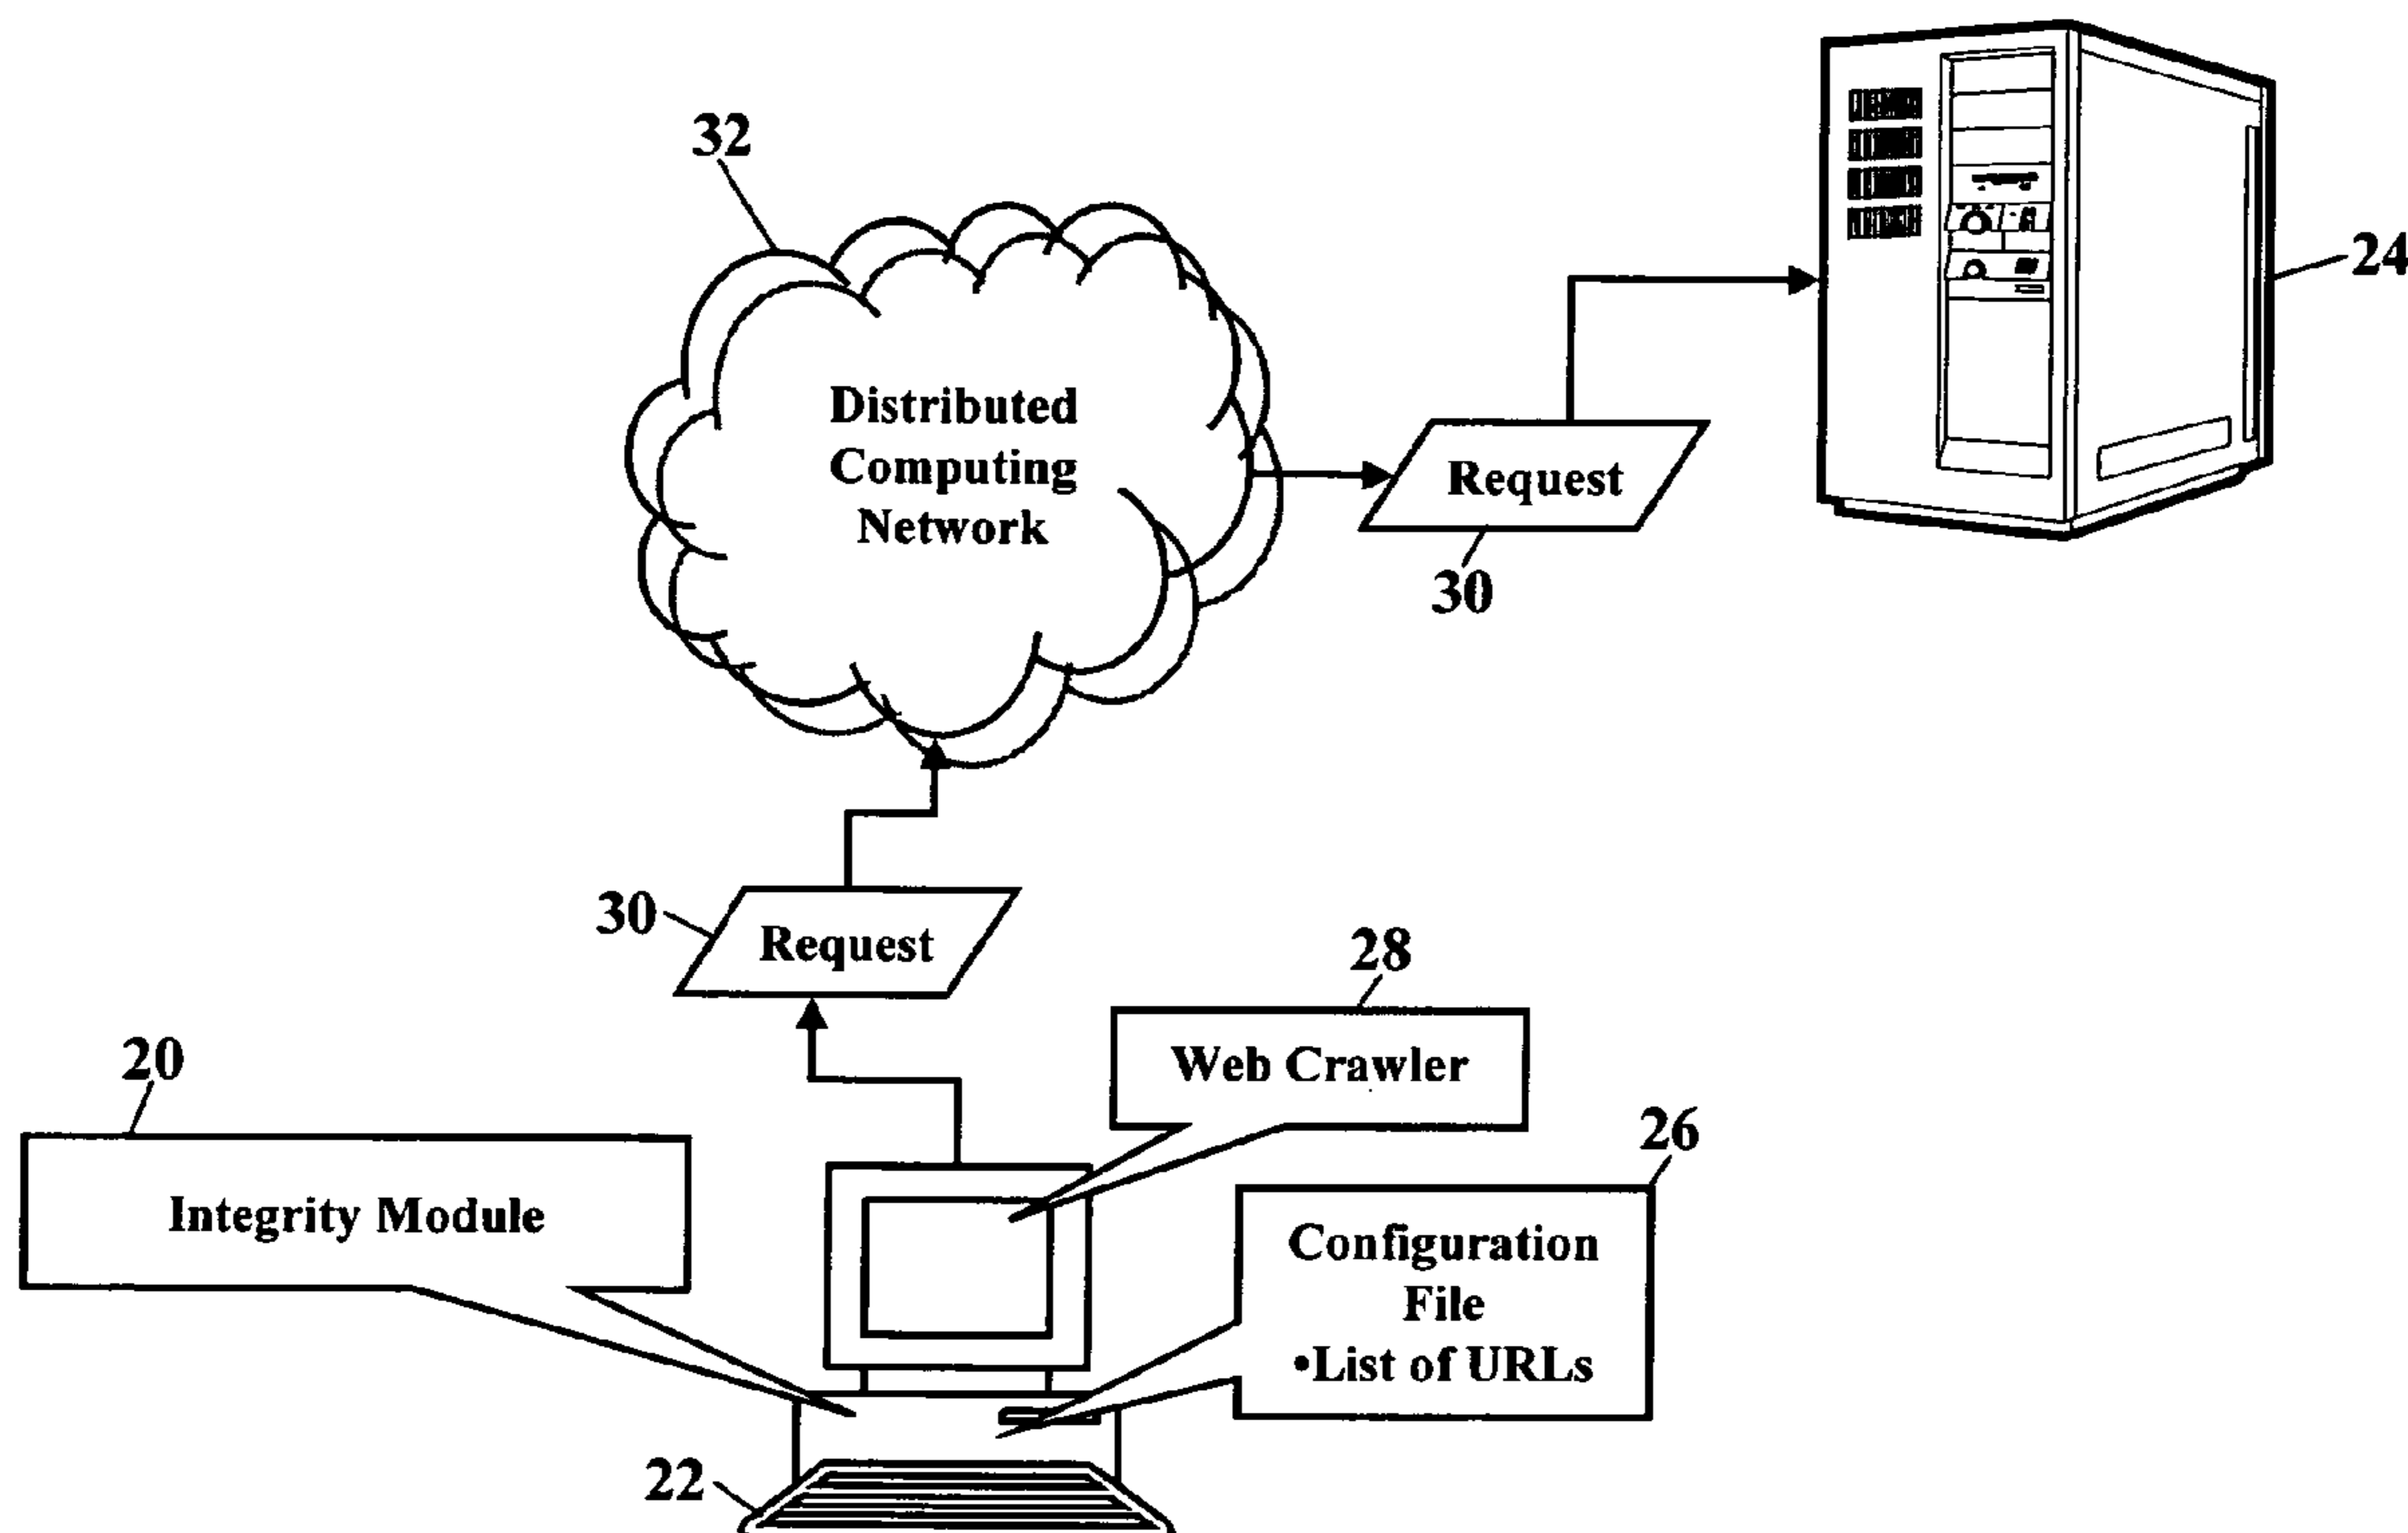 32
24
Distributed
Computing
Network
Request
30
30
Request
28
Web Crawler
20
26
Integrity Module
Configuration
File
•List of URLs
22